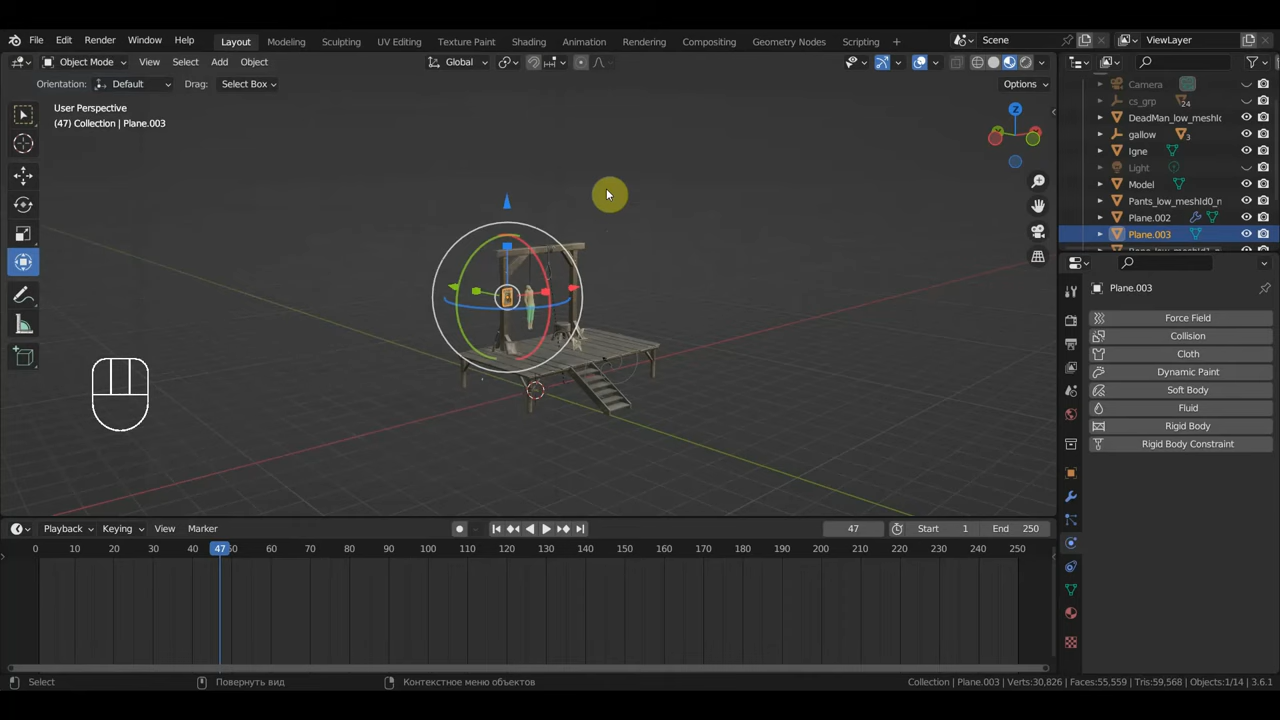 File Edit Render Window Help Layout Modeling Sculpting UV Editing Texture Paint Shading Animation Rendering Compositing Geometry Nodes Scripting + Scene ViewLayer
Object Mode View Select Add Object Global
Orientation: Default Drag: Select Box Options
User Perspective
(47) Collection | Plane.003
Z
Camera
cs_grp 24
DeadMan_low_meshI
gallow 3
Igne
Light
Model
Pants_low_meshId0_n
Plane.002
Plane.003
Plane.003
Force Field
Collision
Cloth
Dynamic Paint
Soft Body
Fluid
Rigid Body
Rigid Body Constraint
Playback Keying View Marker 47 Start 1 End 250
0 10 20 30 40 47 50 60 70 80 90 100 110 120 130 140 150 160 170 180 190 200 210 220 230 240 250
Select Повернуть вид Контекстное меню объектов Collection | Plane.003 | Verts:30,826 | Faces:55,559 | Tris:59,568 | Objects:1/14 | 3.6.1